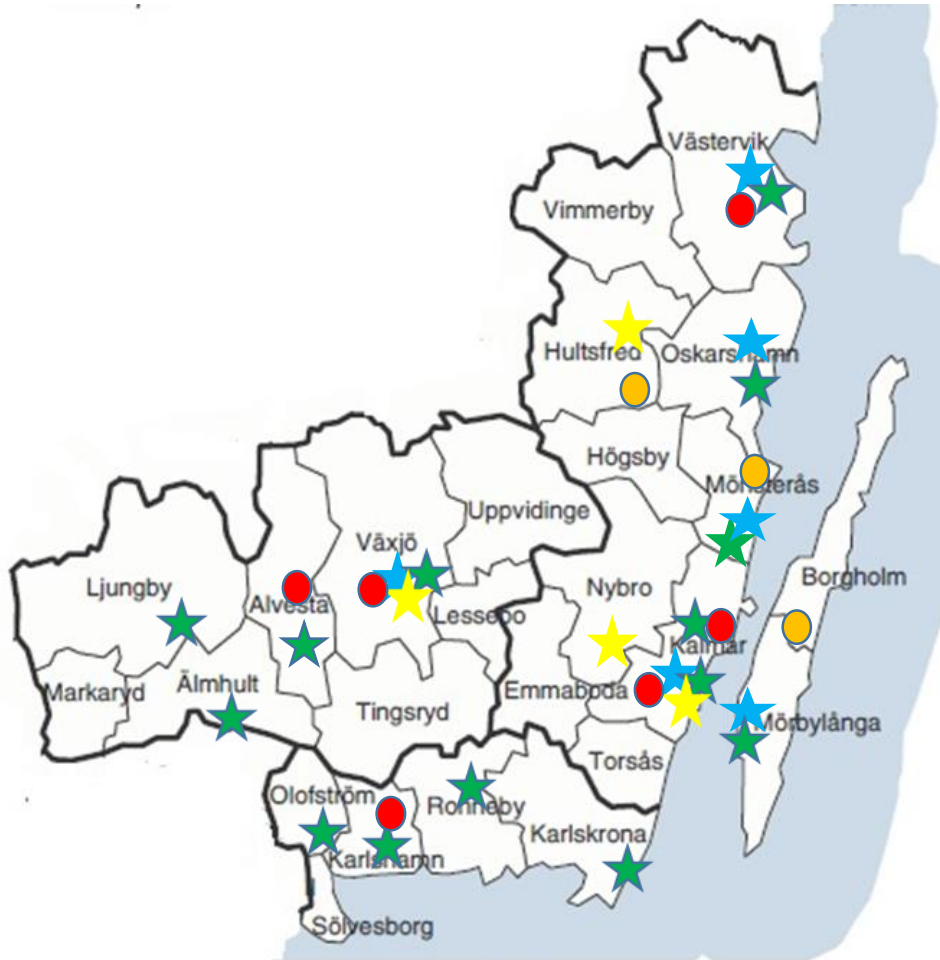 Västervik
Vimmerby
Hultsfred
Oskarshamn
Högsby
Mönsterås
Uppvidinge
Växjö
Borgholm
Ljungby
Nybro
Alvesta
Lessebo
Kalmar
Markaryd
Älmhult
Emmaboda
Tingsryd
Mörbylånga
Torsås
Olofström
Ronneby
Karlskrona
Karlshamn
Sölvesborg